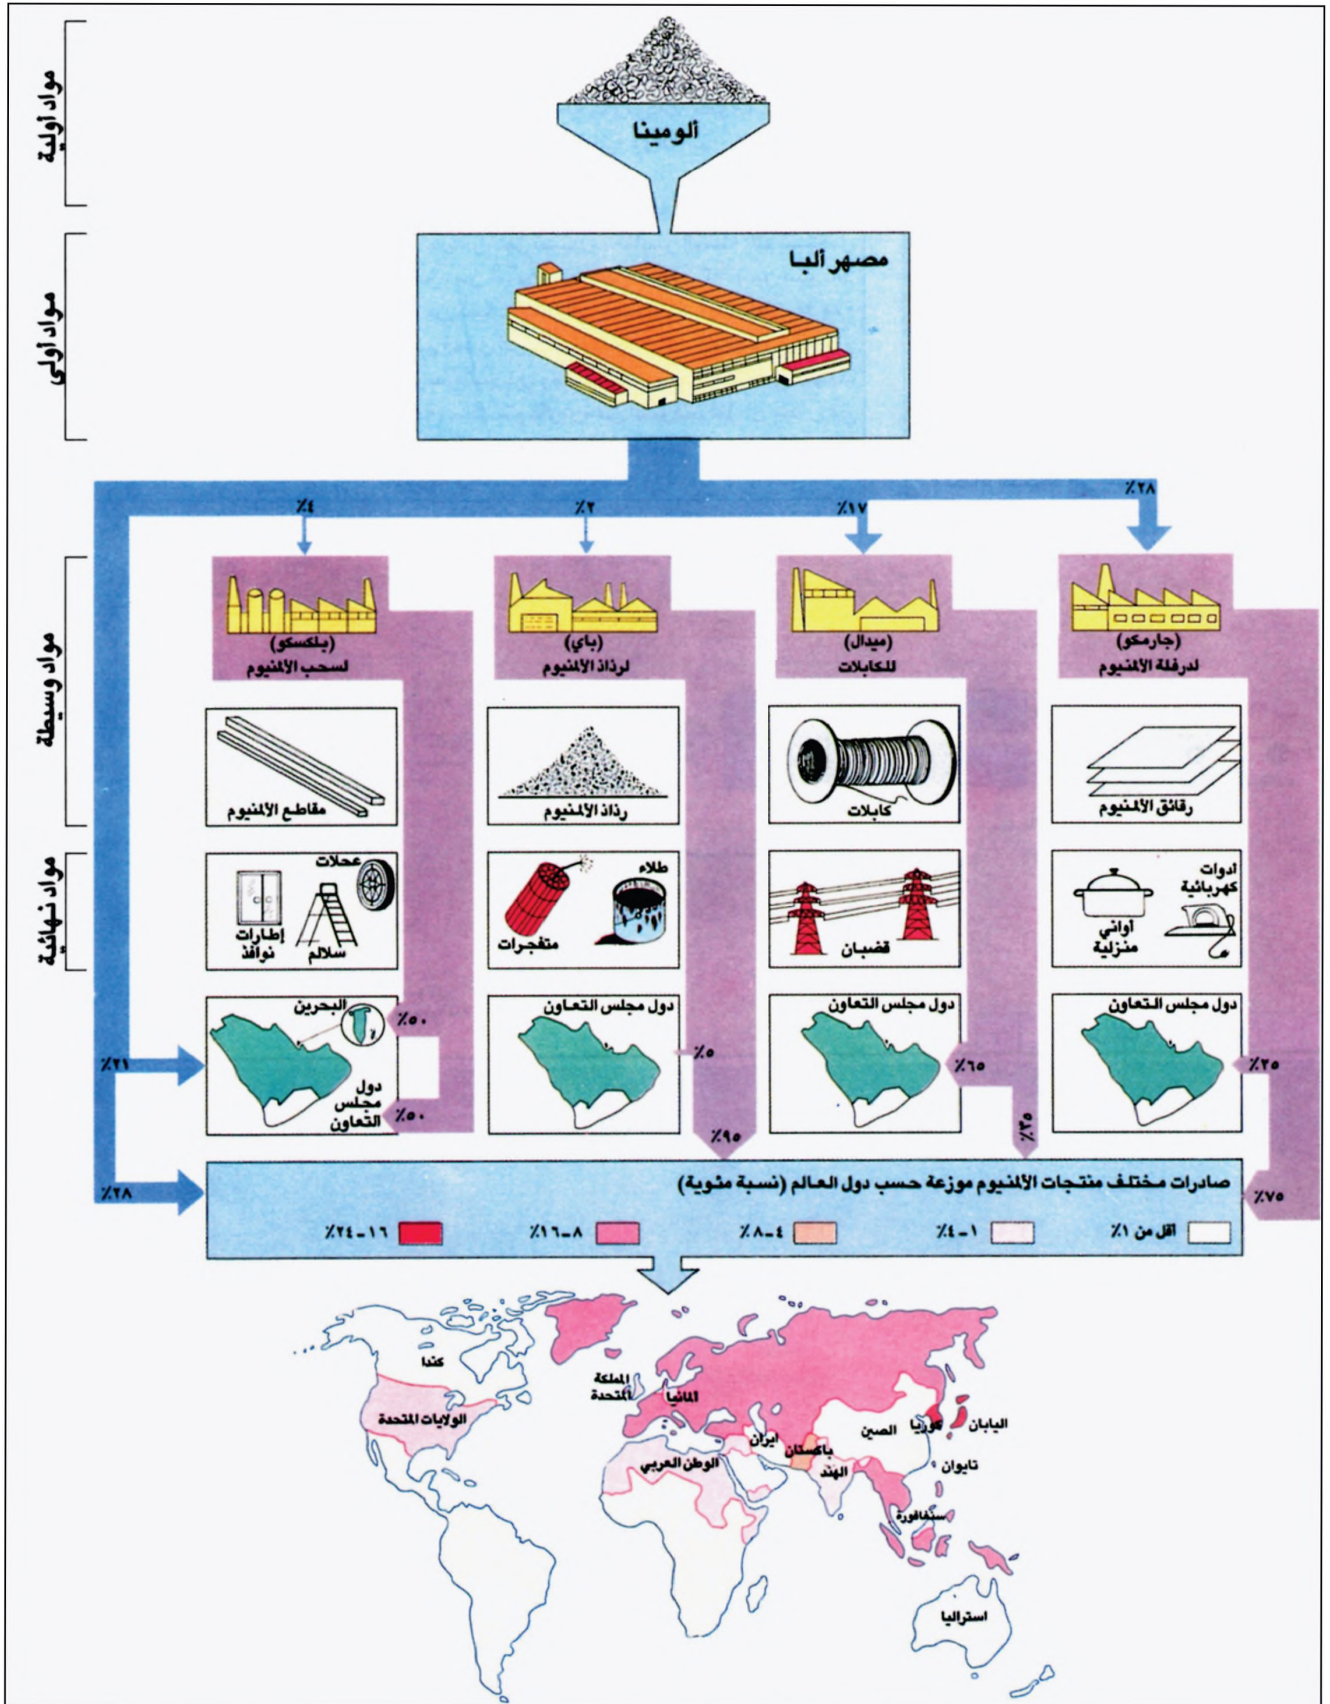 مواد أولية
ألومينا
مواد أولى
مصهر ألبا
٪٢٨
٪١٧
٪٢
٪٤
مواد وسيطة
(جارمكو)
لدرفلة الألمنيوم
(ميدال)
للكابلات
(باي)
لرذاذ الألمنيوم
(بلكسكو)
لسحب الألمنيوم
رقائق الألمنيوم
كابلات
رذاذ الألمنيوم
مقاطع الألمنيوم
مواد نهائية
أدوات
كهربائية
أواني
منزلية
قضبان
طلاء
متفجرات
عجلات
سلالم
إطارات
نوافذ
دول مجلس التعاون
٪٢٥
دول مجلس التعاون
٪٦٥
دول مجلس التعاون
٪٥
البحرين
٪٥٠
دول
مجلس
التعاون
٪٥٠
٪٢١
٪٧٥
٪٣٥
٪٩٥
٪٢٨
صادرات مختلف منتجات الألمنيوم موزعة حسب دول العالم (نسبة مئوية)
أقل من ١٪
١-٤٪
٤-٨٪
٨-١٦٪
١٦-٢٤٪
كندا
الولايات المتحدة
المملكة
المتحدة
ألمانيا
الوطن العربي
ايران
باكستان
الهند
الصين
كوريا
اليابان
تايوان
سنغافورة
استراليا